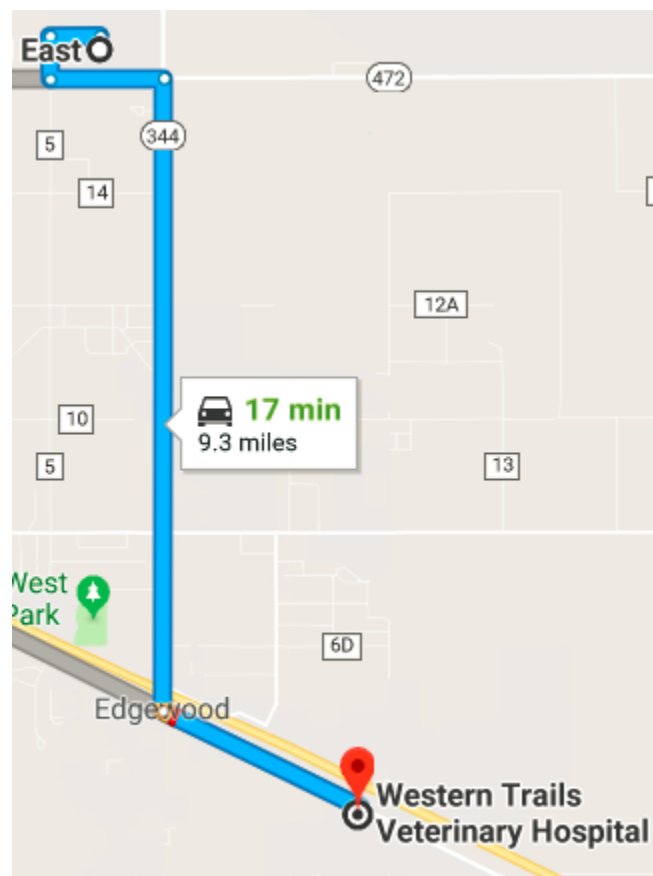 East
472
344
5
14
12A
17 min
9.3 miles
10
5
13
West
Park
6D
Edgewood
Western Trails
Veterinary Hospital